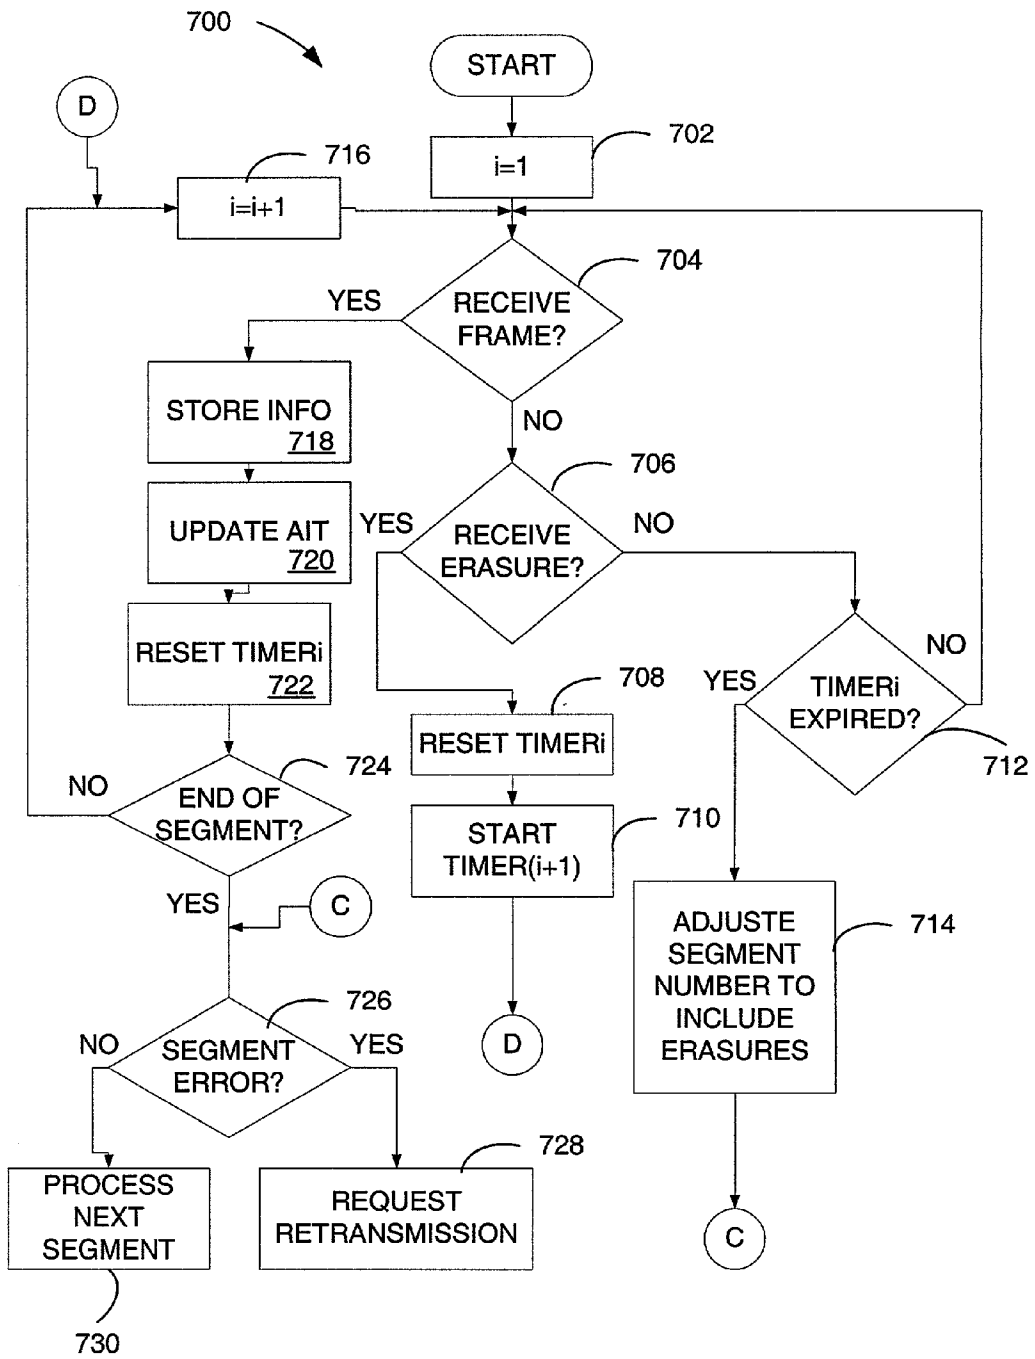 700
START
D
702
i=1
716
i=i+1
704
YES
RECEIVE
FRAME?
NO
STORE INFO
718
706
YES
RECEIVE
ERASURE?
NO
UPDATE AIT
720
RESET TIMERi
722
708
RESET TIMERi
YES
TIMERi
EXPIRED?
NO
712
724
NO
END OF
SEGMENT?
YES
710
START
TIMER(i+1)
C
714
ADJUSTE
SEGMENT
NUMBER TO
INCLUDE
ERASURES
726
NO
SEGMENT
ERROR?
YES
D
728
PROCESS
NEXT
SEGMENT
REQUEST
RETRANSMISSION
C
730